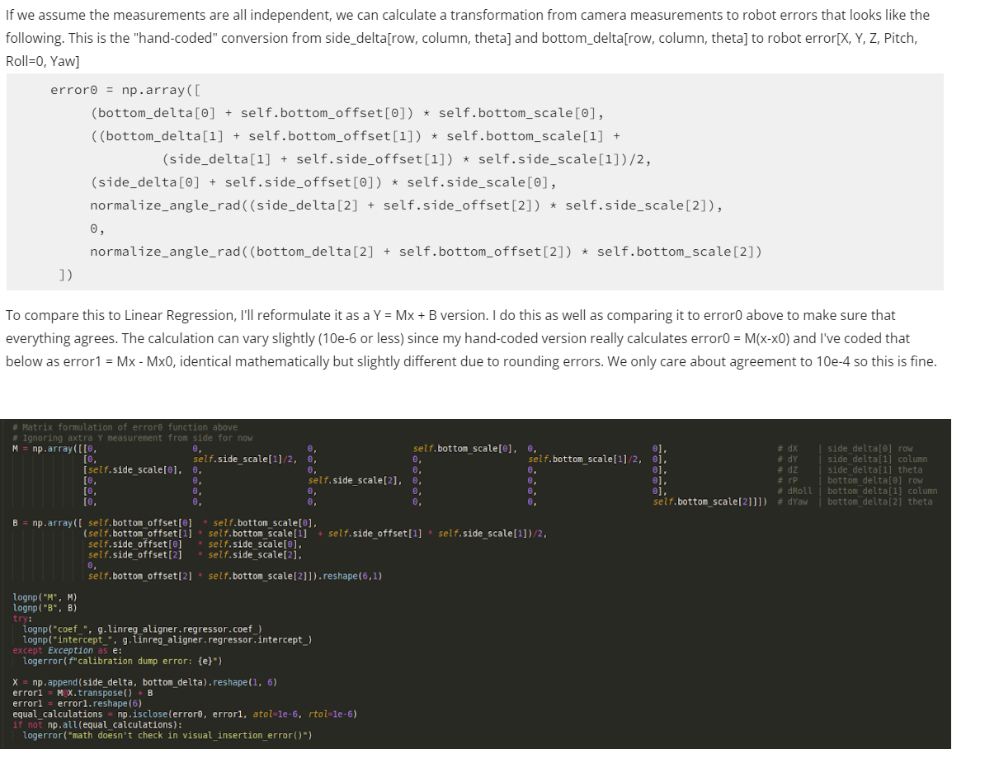 If we assume the measurements are all independent, we can calculate a transformation from camera measurements to robot errors that looks like the
following. This is the "hand-coded" conversion from side_delta[row, column, theta] and bottom_delta[row, column, theta] to robot error[X, Y, Z, Pitch,
Roll=0, Yaw]
error0 = np.array([
(bottom_delta[0] + self.bottom_offset[0]) * self.bottom_scale[0],
((bottom_delta[1] + self.bottom_offset[1]) * self.bottom_scale[1] +
(side_delta[1] + self.side_offset[1]) * self.side_scale[1])/2,
(side_delta[0] + self.side_offset[0]) * self.side_scale[0],
normalize_angle_rad((side_delta[2] + self.side_offset[2]) * self.side_scale[2]),
0,
normalize_angle_rad((bottom_delta[2] + self.bottom_offset[2]) * self.bottom_scale[2])
])
To compare this to Linear Regression, I'll reformulate it as a Y = Mx + B version. I do this as well as comparing it to error0 above to make sure that
everything agrees. The calculation can vary slightly (10e-6 or less) since my hand-coded version really calculates error0 = M(x-x0) and I've coded that
below as error1 = Mx - Mx0, identical mathematically but slightly different due to rounding errors. We only care about agreement to 10e-4 so this is fine.
# Matrix formulation of error0 function above
# Ignoring axtra Y measurement from side for now
M = np.array([[0, 0, 0, self.bottom_scale[0], 0, 0], # dX | side_delta[0] row
[0, self.side_scale[1]/2, 0, 0, self.bottom_scale[1]/2, 0], # dY | side_delta[1] column
[self.side_scale[0], 0, 0, 0, 0, 0], # dZ | side_delta[1] theta
[0, 0, self.side_scale[2], 0, 0, 0], # rP | bottom_delta[0] row
[0, 0, 0, 0, 0, 0], # dRoll | bottom_delta[1] column
[0, 0, 0, 0, 0, self.bottom_scale[2]]]) # dYaw | bottom_delta[2] theta
B = np.array([ self.bottom_offset[0] * self.bottom_scale[0],
(self.bottom_offset[1] * self.bottom_scale[1] + self.side_offset[1] * self.side_scale[1])/2,
self.side_offset[0] * self.side_scale[0],
self.side_offset[2] * self.side_scale[2],
0,
self.bottom_offset[2] * self.bottom_scale[2]]).reshape(6,1)
lognp("M", M)
lognp("B", B)
try:
lognp("coef_", g.linreg_aligner.regressor.coef_)
lognp("intercept_", g.linreg_aligner.regressor.intercept_)
except Exception as e:
logerror(f"calibration dump error: {e}")
X = np.append(side_delta, bottom_delta).reshape(1, 6)
error1 = M@X.transpose() + B
error1 = error1.reshape(6)
equal_calculations = np.isclose(error0, error1, atol=1e-6, rtol=1e-6)
if not np.all(equal_calculations):
logerror("math doesn't check in visual_insertion_error()")